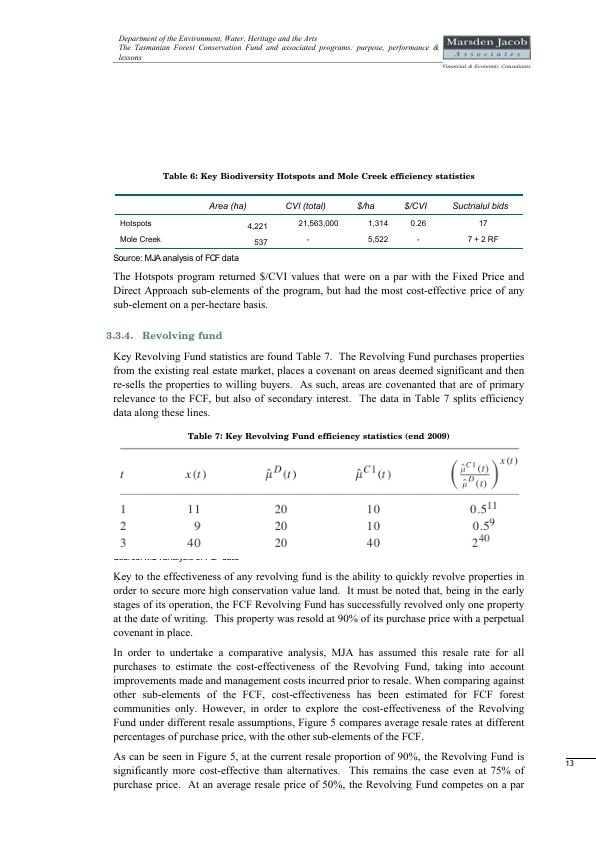 Department of the Environment, Water, Heritage and the Arts
The Tasmanian Forest Conservation Fund and associated programs: purpose, performance &
lessons
Marsden Jacob
Associates
Financial & Economic Consultants
Table 6: Key Biodiversity Hotspots and Mole Creek efficiency statistics
Area (ha) CVI (total) $/ha $/CVI Suctrialul bids
Hotspots 4,221 21,563,000 1,314 0.26 17
Mole Creek 537 - 5,522 - 7 + 2 RF
Source: MJA analysis of FCF data
The Hotspots program returned $/CVI values that were on a par with the Fixed Price and
Direct Approach sub-elements of the program, but had the most cost-effective price of any
sub-element on a per-hectare basis.
3.3.4. Revolving fund
Key Revolving Fund statistics are found Table 7. The Revolving Fund purchases properties
from the existing real estate market, places a covenant on areas deemed significant and then
re-sells the properties to willing buyers. As such, areas are covenanted that are of primary
relevance to the FCF, but also of secondary interest. The data in Table 7 splits efficiency
data along these lines.
Table 7: Key Revolving Fund efficiency statistics (end 2009)
t x(t) μ̂^D(t) μ̂^C1(t) (μ̂^C1(t)/μ̂^D(t))^x(t)
1 11 20 10 0.5^11
2 9 20 10 0.5^9
3 40 20 40 2^40
Key to the effectiveness of any revolving fund is the ability to quickly revolve properties in
order to secure more high conservation value land. It must be noted that, being in the early
stages of its operation, the FCF Revolving Fund has successfully revolved only one property
at the date of writing. This property was resold at 90% of its purchase price with a perpetual
covenant in place.
In order to undertake a comparative analysis, MJA has assumed this resale rate for all
purchases to estimate the cost-effectiveness of the Revolving Fund, taking into account
improvements made and management costs incurred prior to resale. When comparing against
other sub-elements of the FCF, cost-effectiveness has been estimated for FCF forest
communities only. However, in order to explore the cost-effectiveness of the Revolving
Fund under different resale assumptions, Figure 5 compares average resale rates at different
percentages of purchase price, with the other sub-elements of the FCF.
As can be seen in Figure 5, at the current resale proportion of 90%, the Revolving Fund is
significantly more cost-effective than alternatives. This remains the case even at 75% of
purchase price. At an average resale price of 50%, the Revolving Fund competes on a par
13